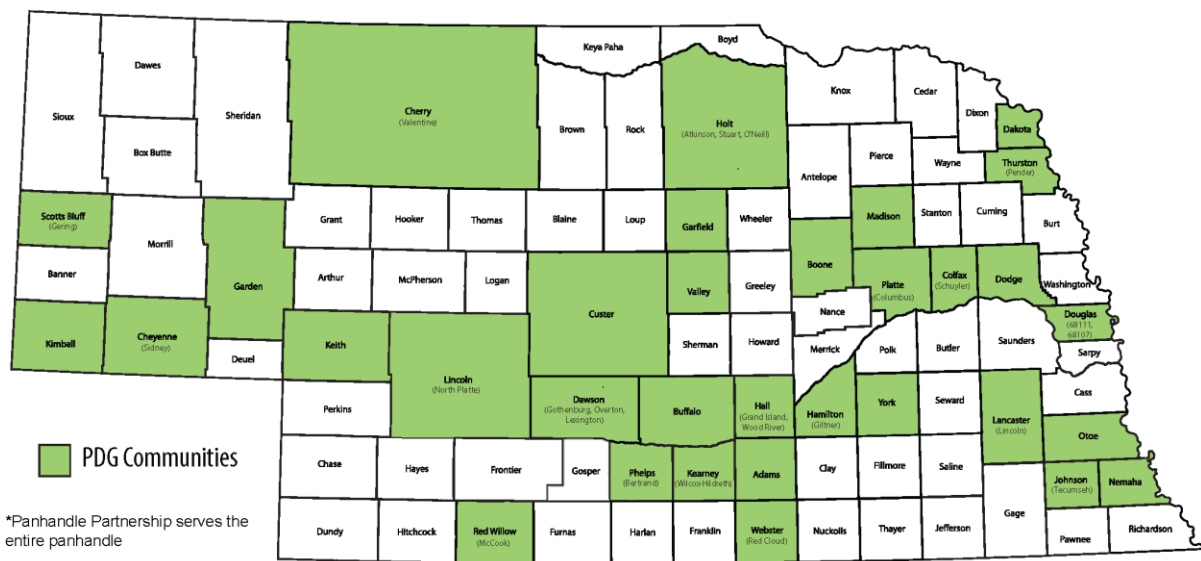 Keya Paha
Boyd
Dawes
Sioux
Sheridan
Cherry
(Valentine)
Brown
Rock
Holt
(Atkinson, Stuart, O'Neill)
Knox
Cedar
Dixon
Dakota
Box Butte
Antelope
Pierce
Wayne
Thurston
(Pender)
Scotts Bluff
(Gering)
Morrill
Garden
Grant
Hooker
Thomas
Blaine
Loup
Garfield
Wheeler
Madison
Stanton
Cuming
Burt
Banner
Arthur
McPherson
Logan
Custer
Valley
Greeley
Boone
Platte
(Columbus)
Colfax
(Schuyler)
Dodge
Washington
Kimball
Cheyenne
(Sidney)
Deuel
Keith
Lincoln
(North Platte)
Sherman
Howard
Nance
Merrick
Polk
Butler
Saunders
Douglas
(68111,
68107)
Sarpy
Perkins
Dawson
(Gothenburg, Overton,
Lexington)
Buffalo
Hall
(Grand Island,
Wood River)
Hamilton
(Giltner)
York
Seward
Lancaster
(Lincoln)
Cass
Otoe
PDG Communities
Chase
Hayes
Frontier
Gosper
Phelps
(Bertrand)
Kearney
(Wilcox-Hildreth)
Adams
Clay
Fillmore
Saline
Gage
Johnson
(Tecumseh)
Nemaha
*Panhandle Partnership serves the
entire panhandle
Dundy
Hitchcock
Red Willow
(McCook)
Furnas
Harlan
Franklin
Webster
(Red Cloud)
Nuckolls
Thayer
Jefferson
Pawnee
Richardson